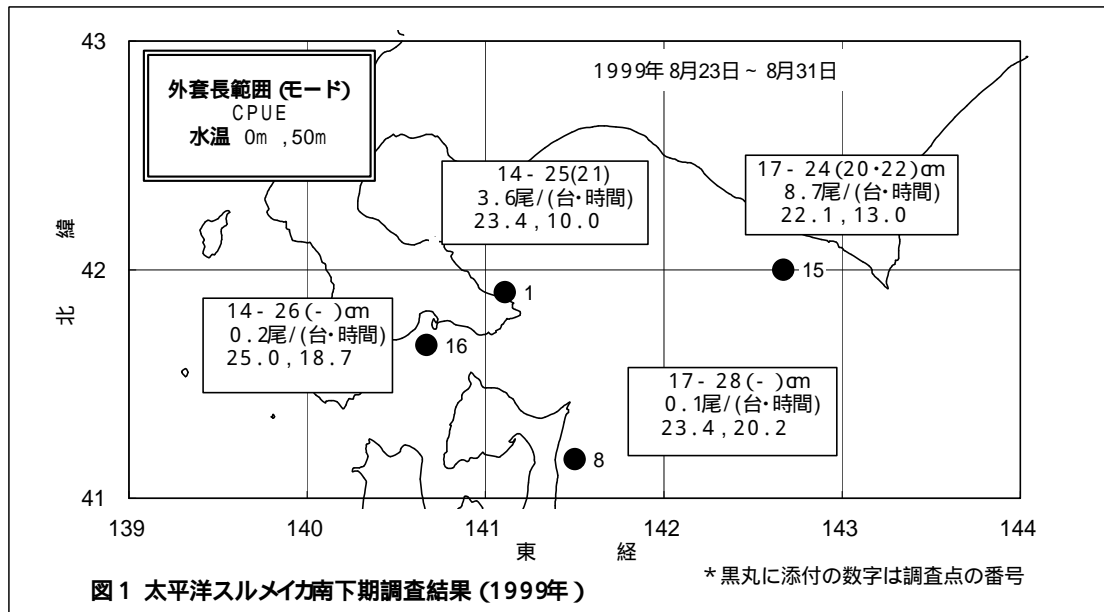 43
1999年8月23日～8月31日
外套長範囲(モード)
CPUE
水温 0m ,50m
14-25(21)
3.6尾/(台・時間)
23.4 , 10.0
17-24(20・22)cm
8.7尾/(台・時間)
22.1 , 13.0
北緯
42
15
1
14-26(-)cm
0.2尾/(台・時間)
25.0 , 18.7
16
17-28(-)cm
0.1尾/(台・時間)
23.4 , 20.2
8
41
139 140 141 142 143 144
東経
図1 太平洋スルメイカ南下期調査結果(1999年)
*黒丸に添付の数字は調査点の番号